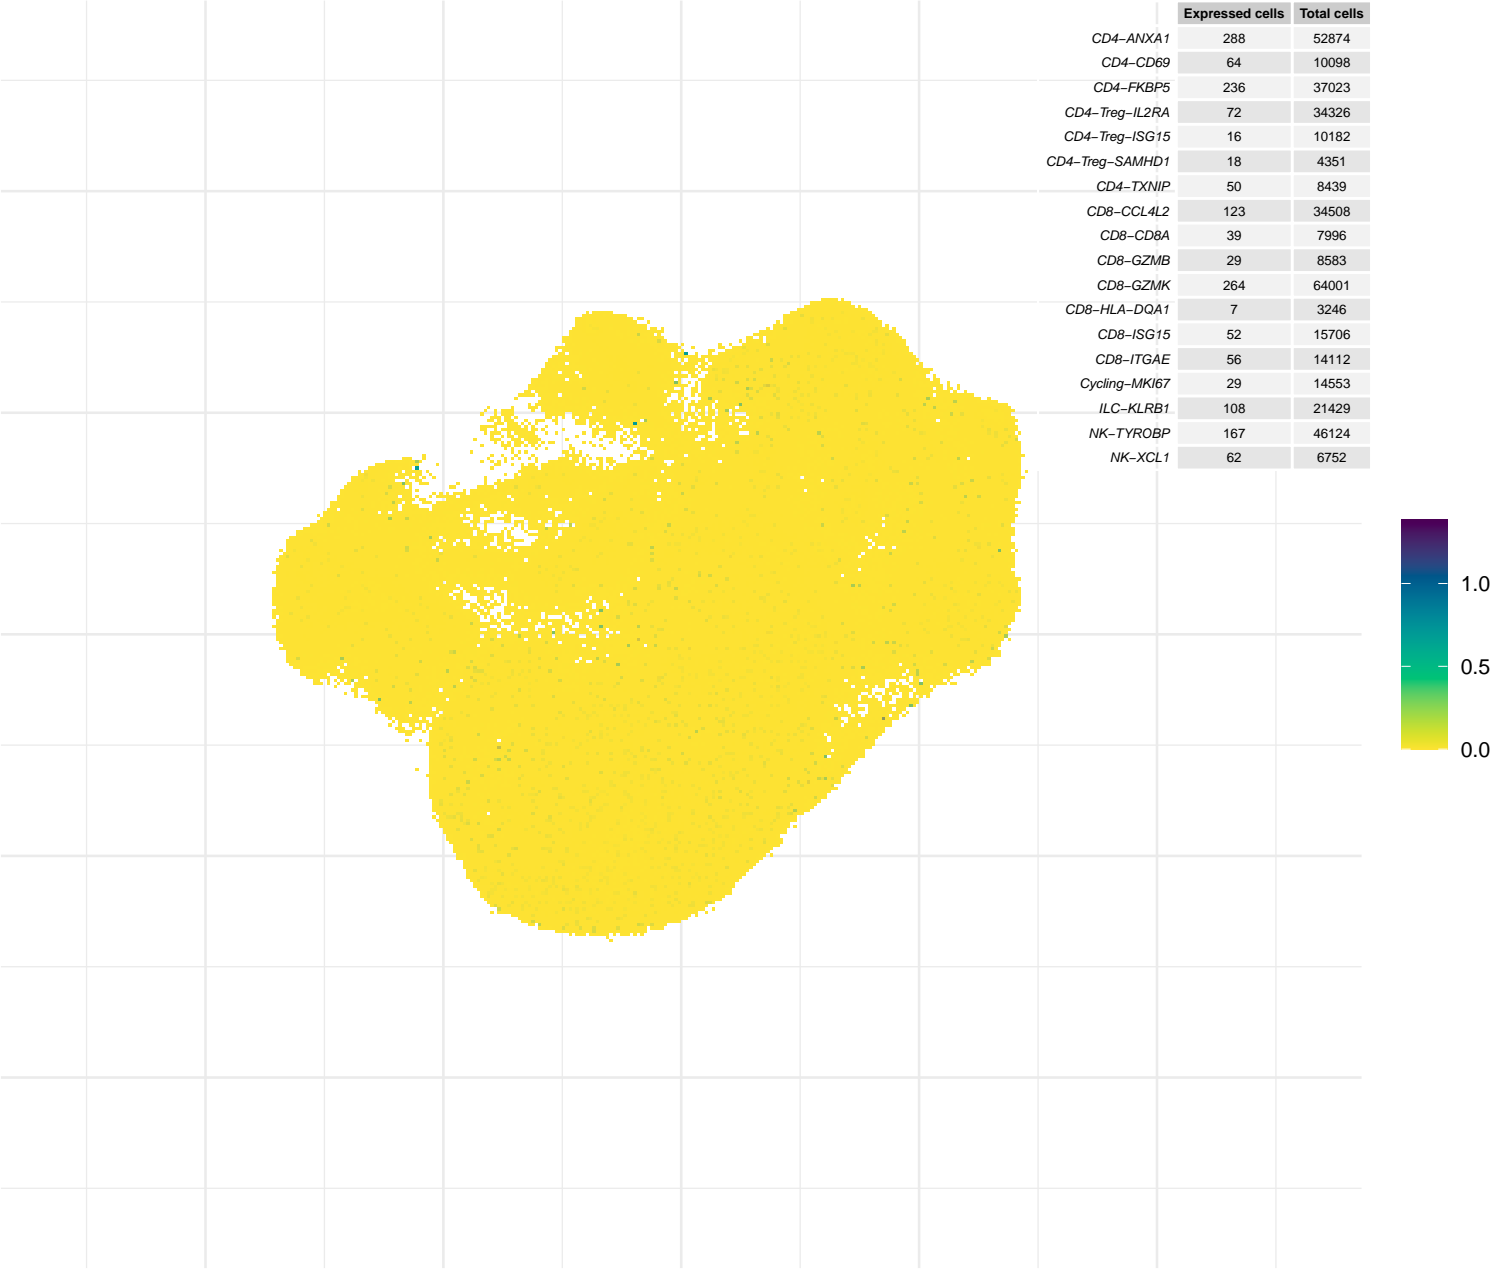 Expressed cells Total cells
CD4−ANXA1 288 52874
CD4−CD69 64 10098
CD4−FKBP5 236 37023
CD4−Treg−IL2RA 72 34326
CD4−Treg−ISG15 16 10182
CD4−Treg−SAMHD1 18 4351
CD4−TXNIP 50 8439
CD8−CCL4L2 123 34508
CD8−CD8A 39 7996
CD8−GZMB 29 8583
CD8−GZMK 264 64001
CD8−HLA−DQA1 7 3246
CD8−ISG15 52 15706
CD8−ITGAE 56 14112
Cycling−MKI67 29 14553
ILC−KLRB1 108 21429
NK−TYROBP 167 46124
NK−XCL1 62 6752
1.0
0.5
0.0